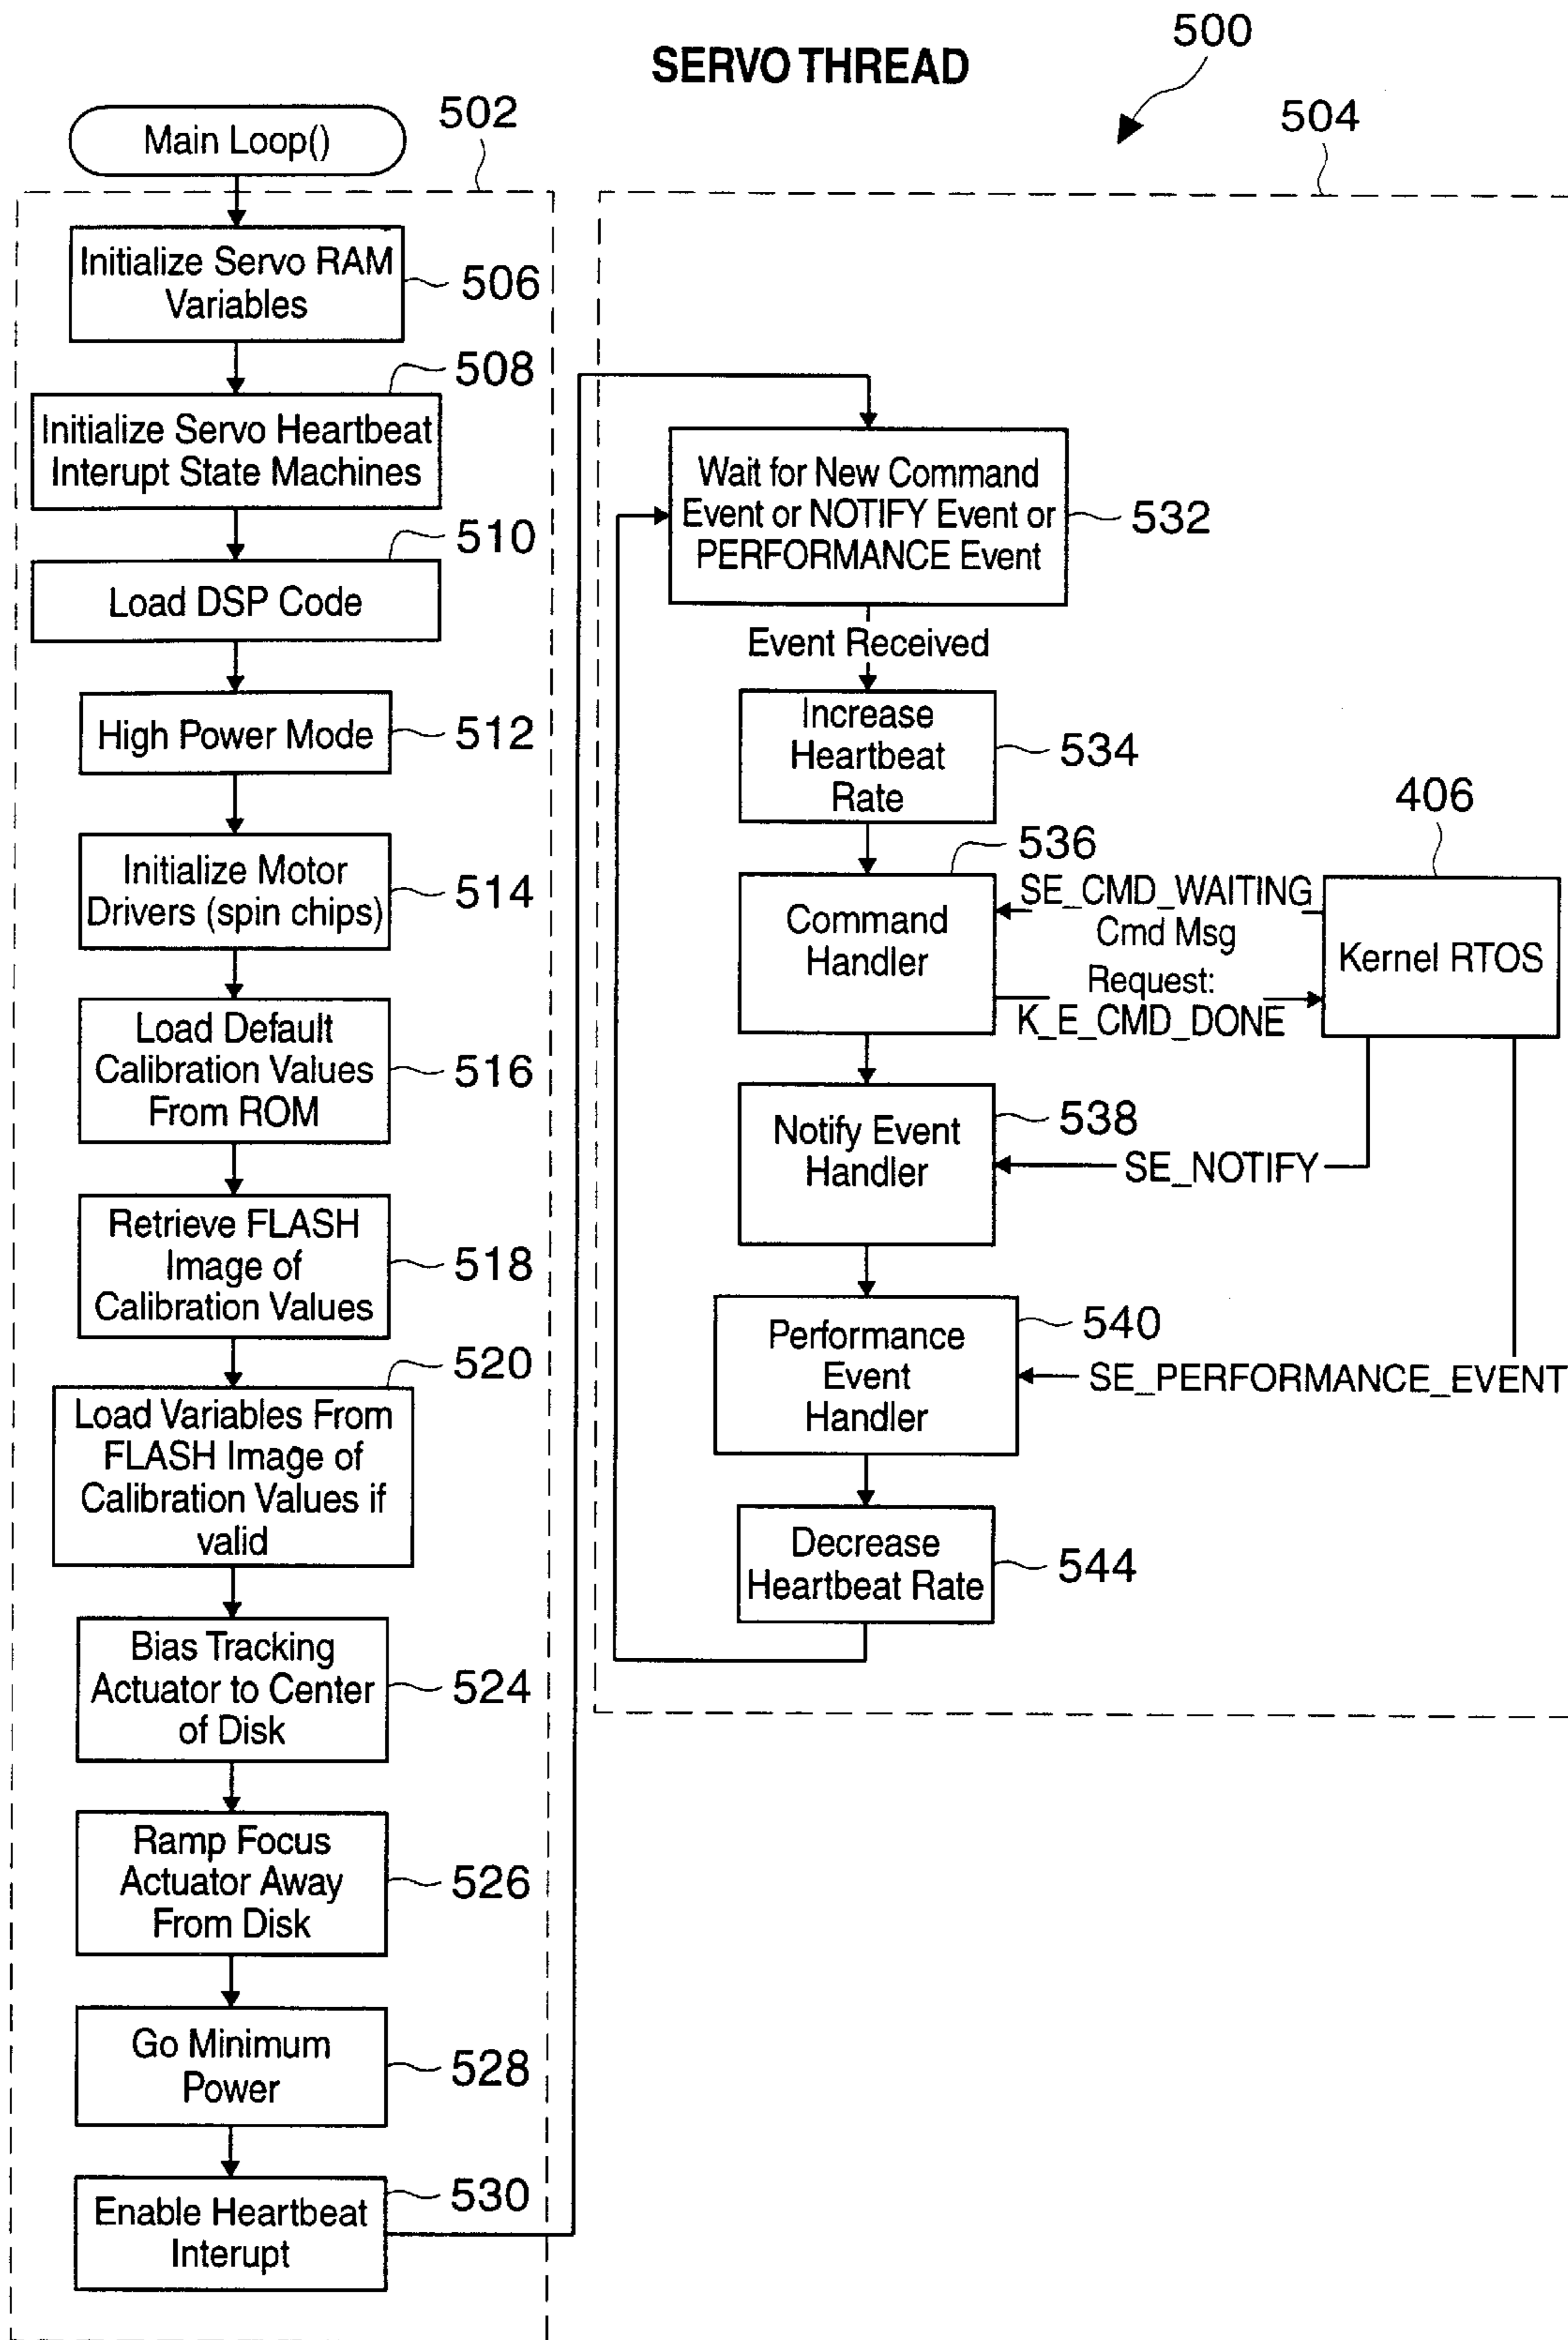 SERVO THREAD
500
502
504
Main Loop()
Initialize Servo RAM
Variables
506
508
Initialize Servo Heartbeat
Interupt State Machines
510
Load DSP Code
High Power Mode
512
Initialize Motor
Drivers (spin chips)
514
Load Default
Calibration Values
From ROM
516
Retrieve FLASH
Image of
Calibration Values
518
520
Load Variables From
FLASH Image of
Calibration Values if
valid
Bias Tracking
Actuator to Center
of Disk
524
Ramp Focus
Actuator Away
From Disk
526
Go Minimum
Power
528
Enable Heartbeat
Interupt
530
Wait for New Command
Event or NOTIFY Event or
PERFORMANCE Event
532
Event Received
Increase
Heartbeat
Rate
534
536
Command
Handler
SE_CMD_WAITING
Cmd Msg
Request:
K_E_CMD_DONE
406
Kernel RTOS
Notify Event
Handler
538
SE_NOTIFY
Performance
Event
Handler
540
SE_PERFORMANCE_EVENT
Decrease
Heartbeat Rate
544